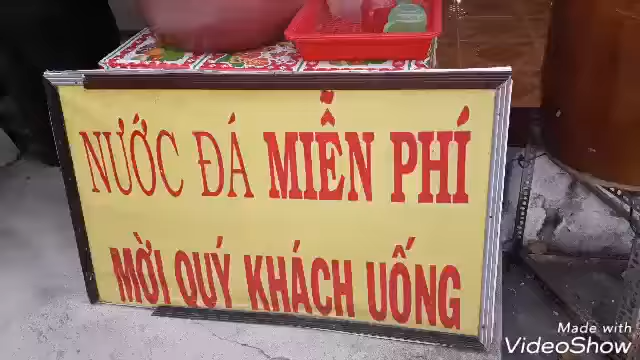 NƯỚC ĐÁ MIỄN PHÍ
MỜI QUÝ KHÁCH UỐNG
Made with
VideoShow